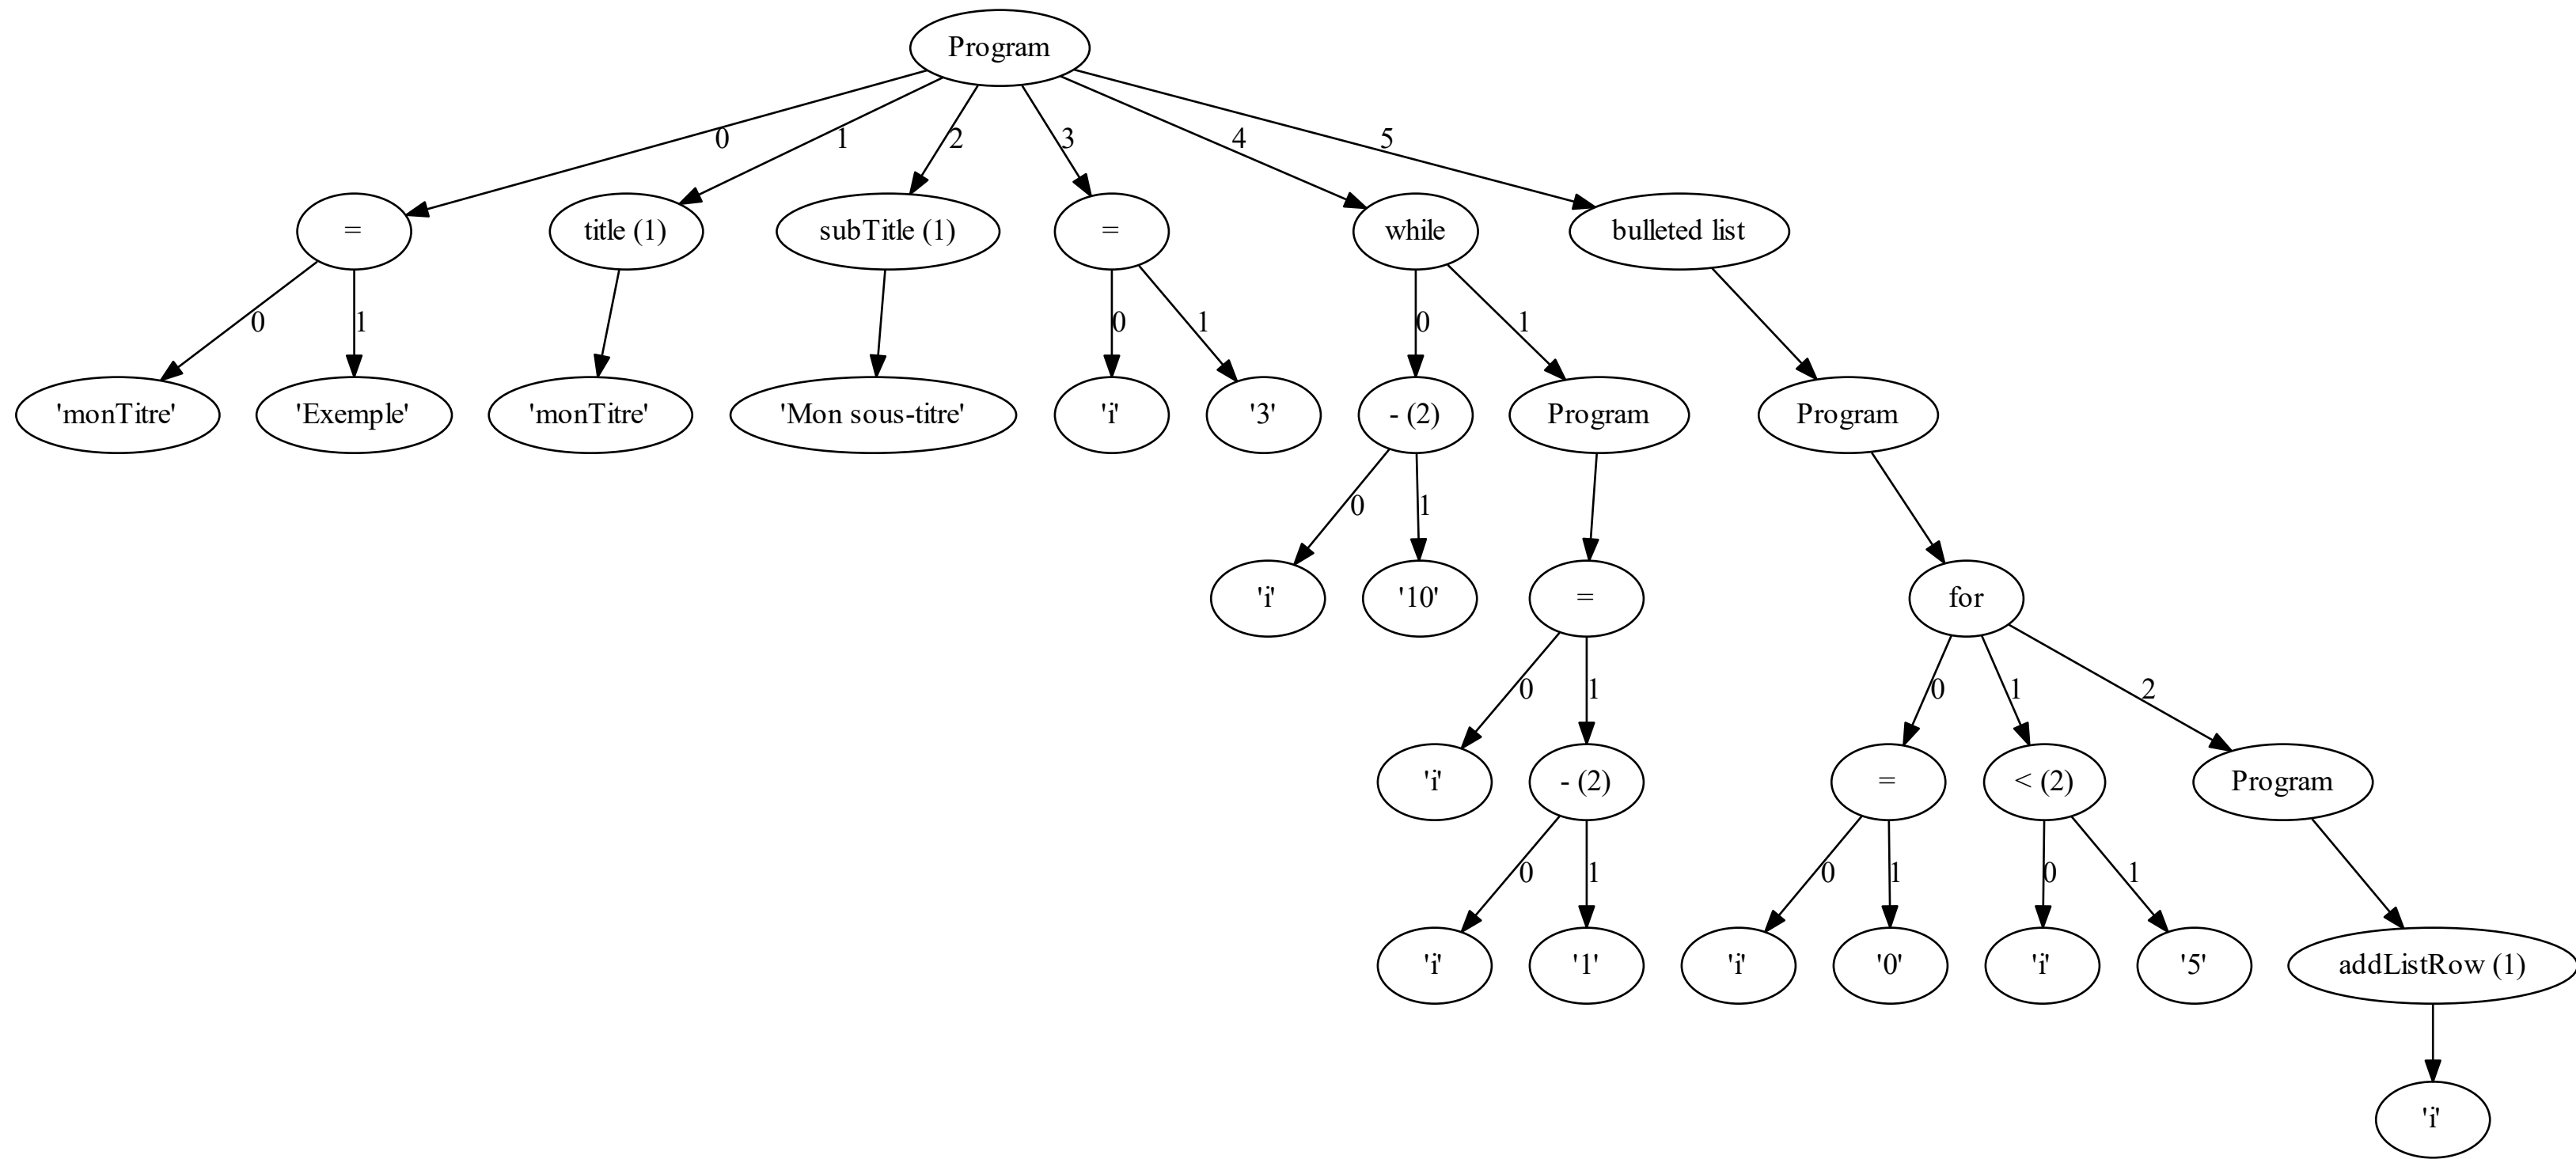 Program
0 1 2 3 4 5
= title (1) subTitle (1) = while bulleted list
0 1 0 1 0 1
'monTitre' 'Exemple' 'monTitre' 'Mon sous-titre' 'i' '3' - (2) Program Program
0 1
'i' '10' = for
0 1 0 1 2
'i' - (2) = < (2) Program
0 1 0 1 0 1
'i' '1' 'i' '0' 'i' '5' addListRow (1)
'i'